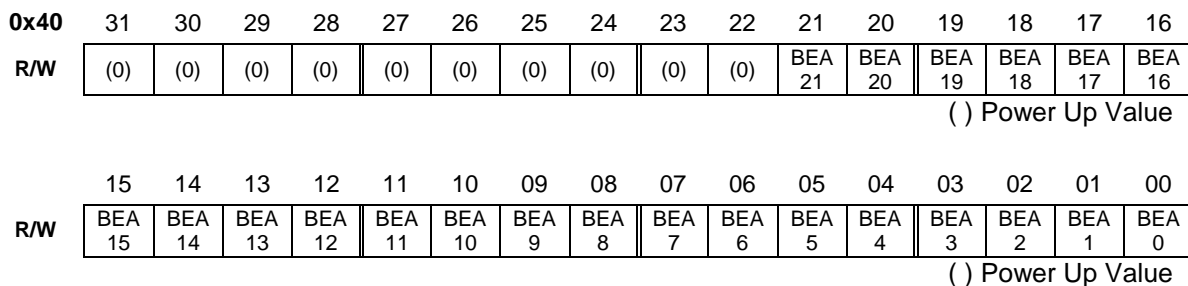 0x40 31 30 29 28 27 26 25 24 23 22 21 20 19 18 17 16
R/W (0) (0) (0) (0) (0) (0) (0) (0) (0) (0) BEA 21 BEA 20 BEA 19 BEA 18 BEA 17 BEA 16
( ) Power Up Value
15 14 13 12 11 10 09 08 07 06 05 04 03 02 01 00
R/W BEA 15 BEA 14 BEA 13 BEA 12 BEA 11 BEA 10 BEA 9 BEA 8 BEA 7 BEA 6 BEA 5 BEA 4 BEA 3 BEA 2 BEA 1 BEA 0
( ) Power Up Value